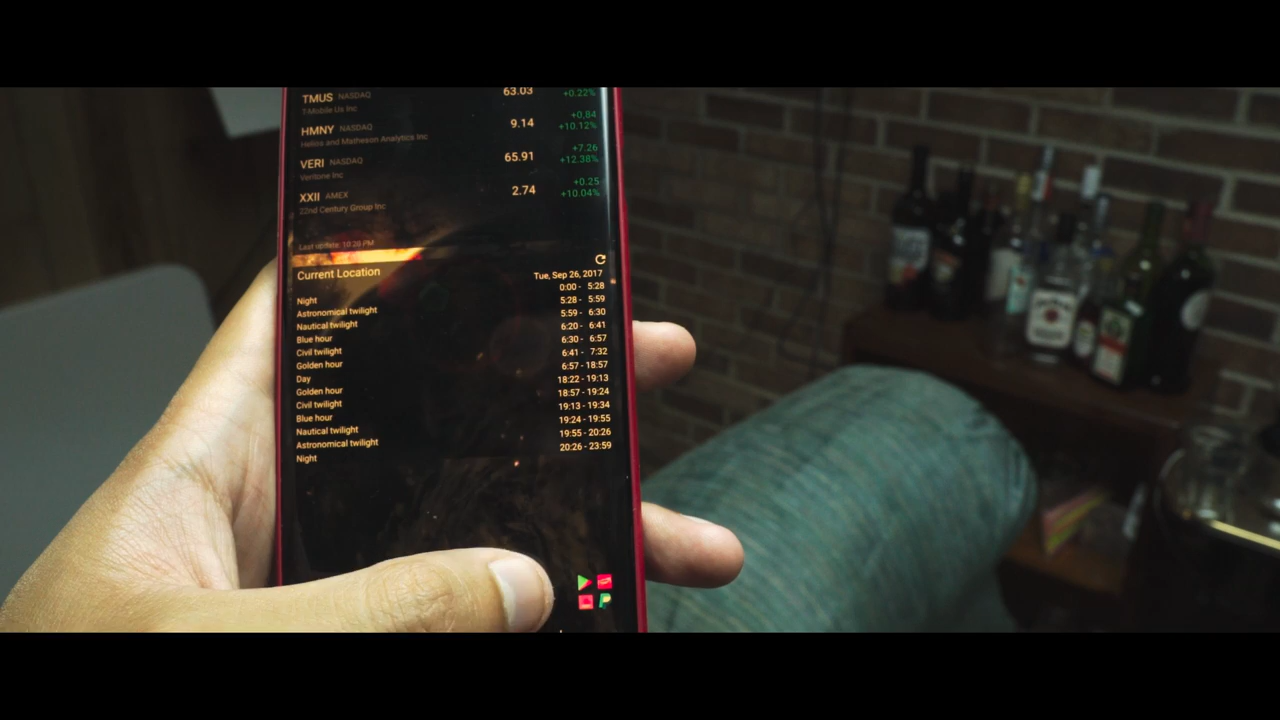 TMUS NASDAQ 63.03 +0.22%
T-Mobile Us Inc
+0.84
HMNY NASDAQ 9.14 +10.12%
Helios and Matheson Analytics Inc
+7.26
VERI NASDAQ 65.91 +12.38%
Veritone Inc
+0.25
XXII AMEX 2.74 +10.04%
22nd Century Group Inc
Last update: 10:20 PM
Current Location Tue, Sep 26, 2017
Night 0:00 - 5:28
Astronomical twilight 5:28 - 5:59
Nautical twilight 5:59 - 6:30
Blue hour 6:20 - 6:41
Civil twilight 6:30 - 6:57
Golden hour 6:41 - 7:32
Day 6:57 - 18:57
Golden hour 18:22 - 19:13
Civil twilight 18:57 - 19:24
Blue hour 19:13 - 19:34
Nautical twilight 19:24 - 19:55
Astronomical twilight 19:55 - 20:26
Night 20:26 - 23:59